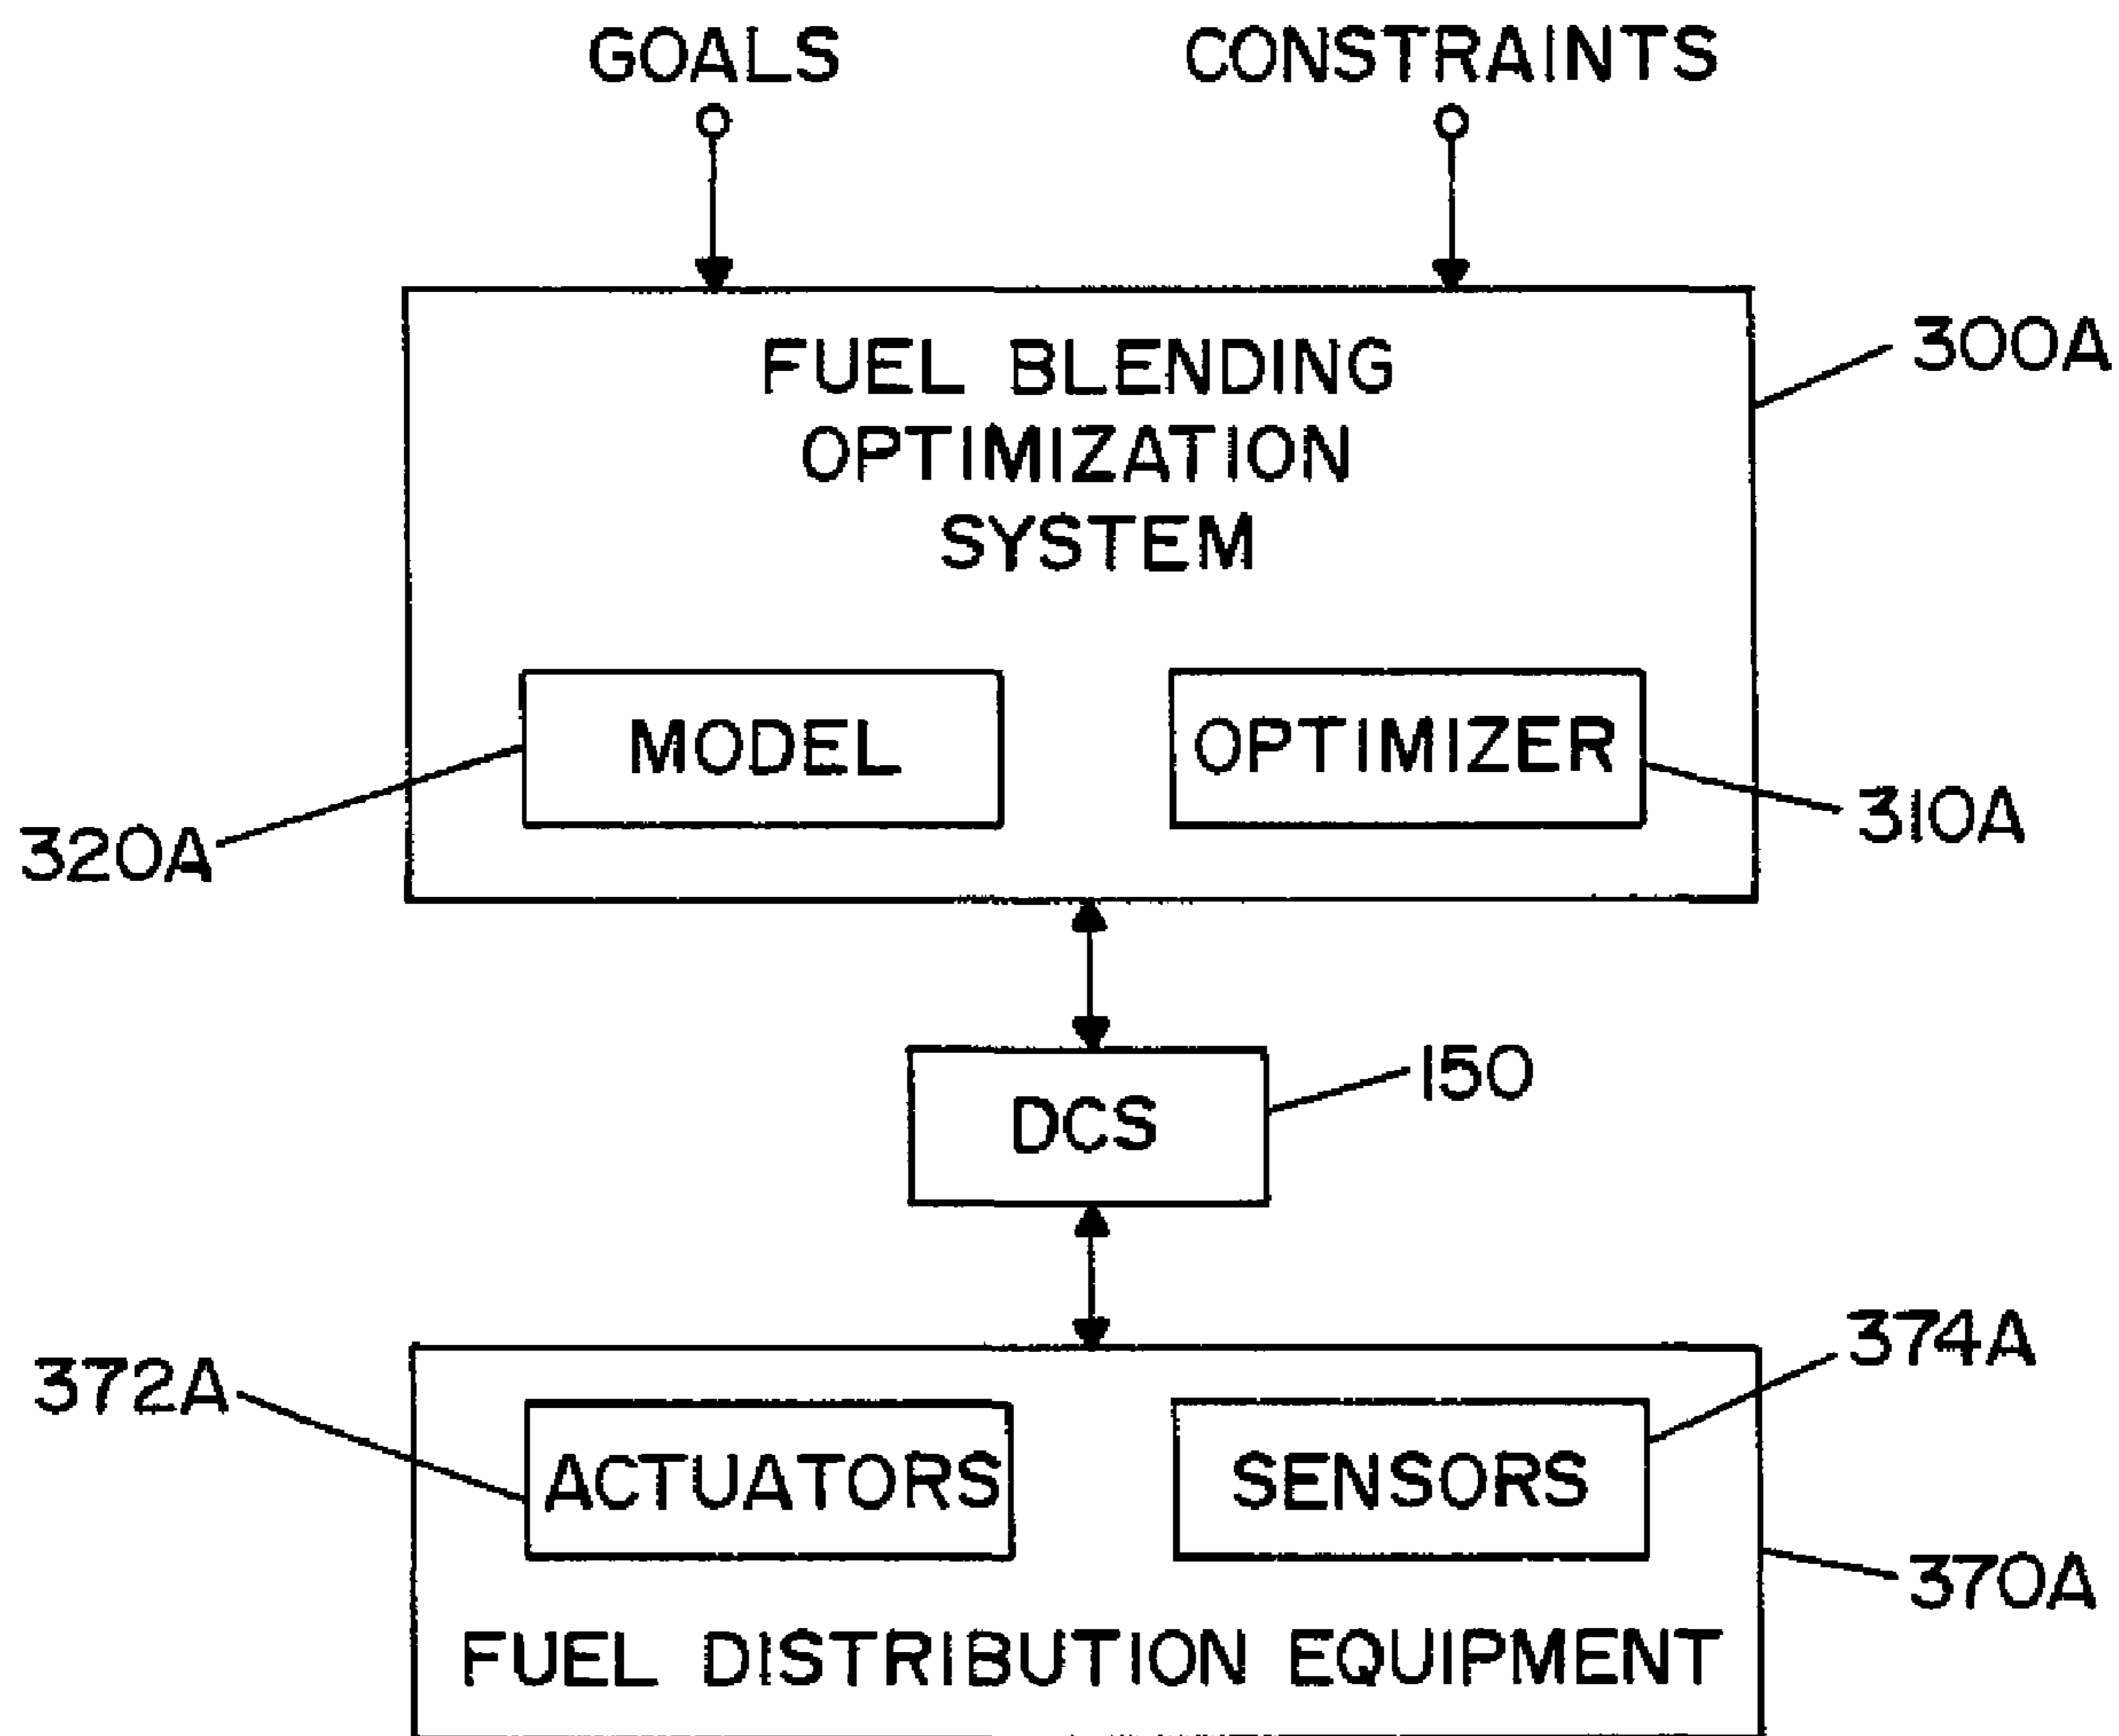 GOALS
CONSTRAINTS
FUEL BLENDING
OPTIMIZATION
SYSTEM
300A
MODEL
OPTIMIZER
320A
310A
DCS
150
372A
374A
ACTUATORS
SENSORS
370A
FUEL DISTRIBUTION EQUIPMENT